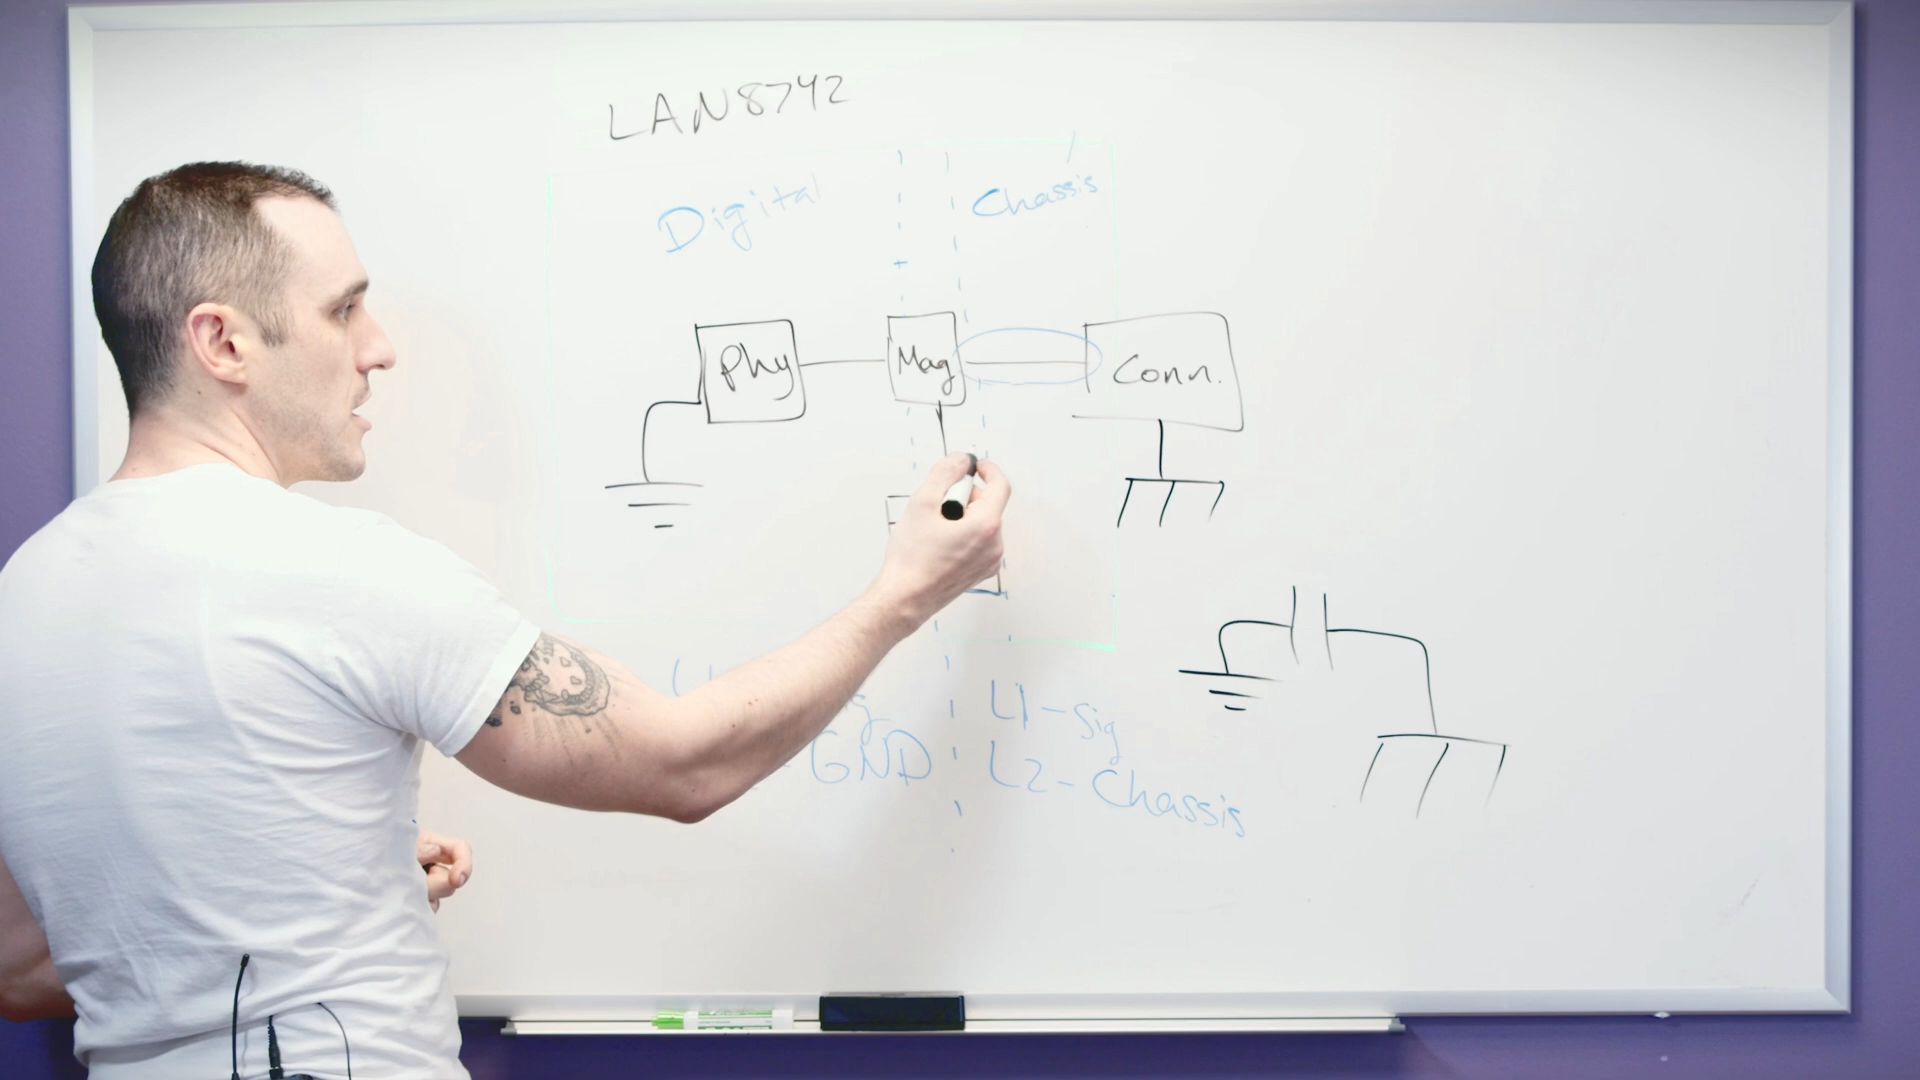 LAN8742
Digital
Chassis
Phy
Mag
Conn.
L1-Sig
GND
L2-Chassis